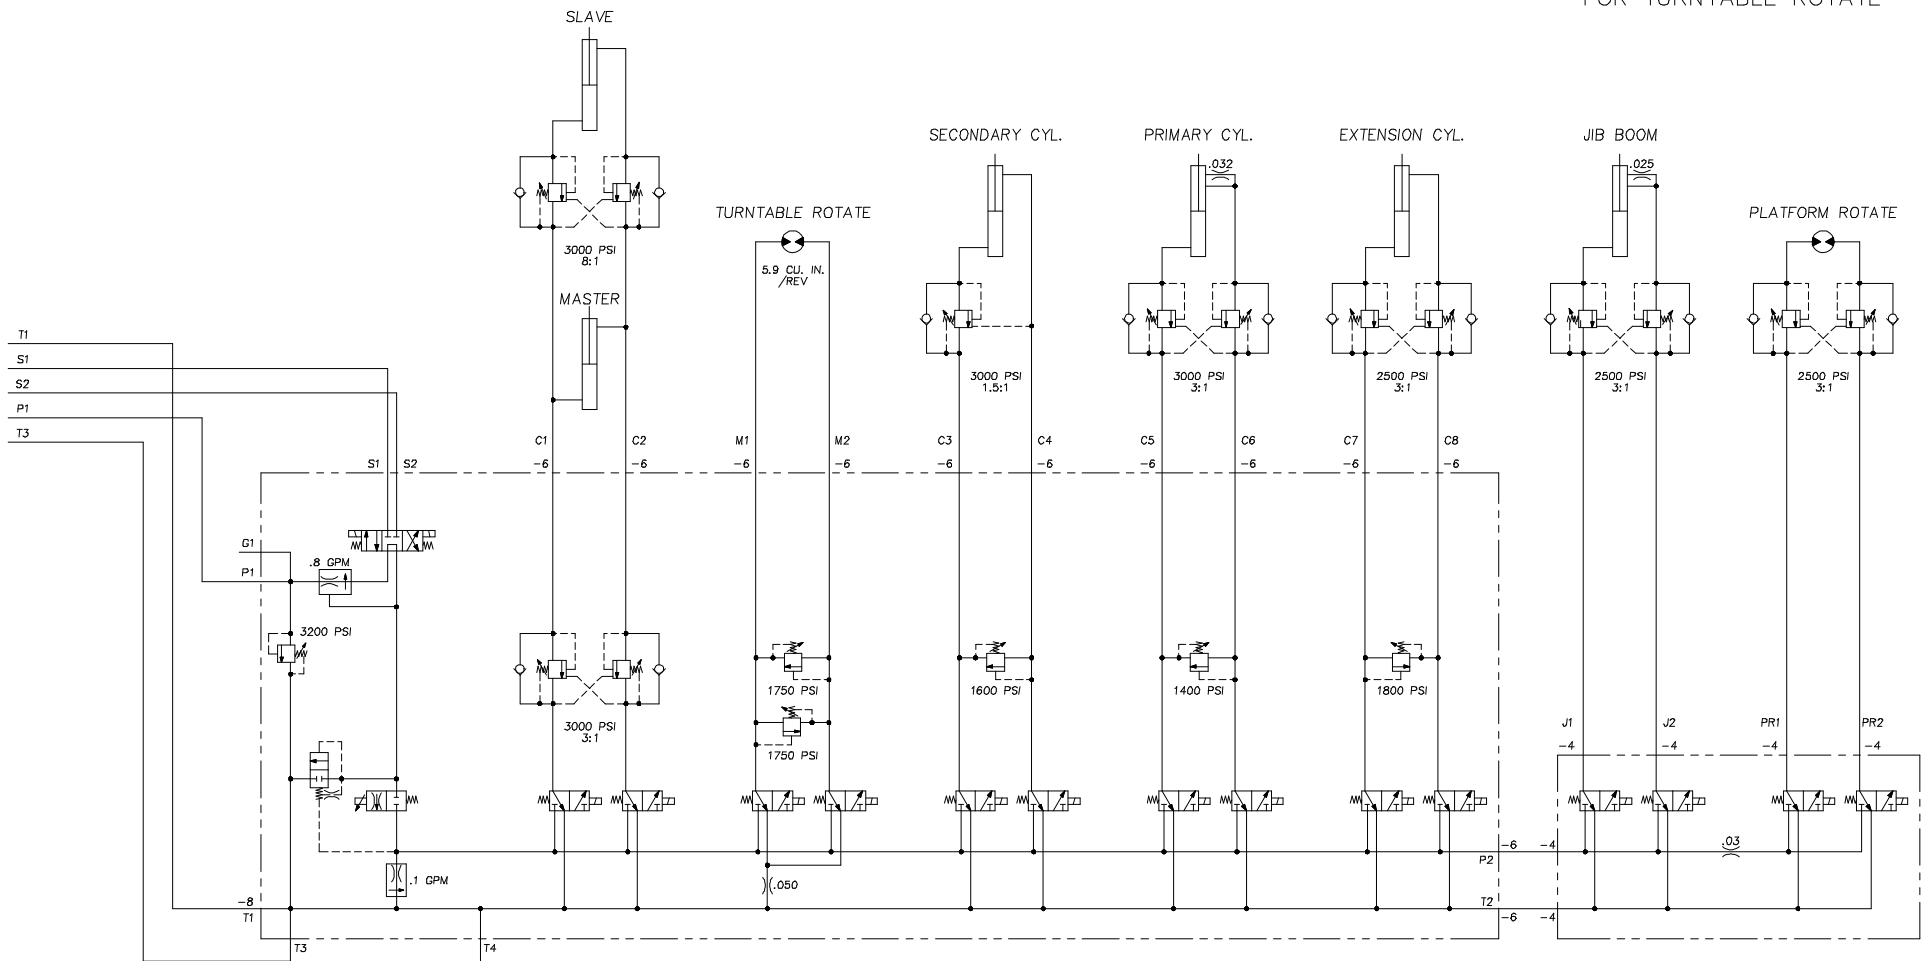 FOR TURNTABLE ROTATE
SLAVE
SECONDARY CYL.
PRIMARY CYL.
EXTENSION CYL.
JIB BOOM
.032
.025
TURNTABLE ROTATE
PLATFORM ROTATE
3000 PSI
8:1
5.9 CU. IN.
/REV
MASTER
T1
S1
S2
P1
T3
3000 PSI
1.5:1
3000 PSI
3:1
2500 PSI
3:1
2500 PSI
3:1
2500 PSI
3:1
C1
C2
M1
M2
C3
C4
C5
C6
C7
C8
S1
S2
-6
-6
-6
-6
-6
-6
-6
-6
-6
-6
G1
.8 GPM
P1
3200 PSI
1750 PSI
1600 PSI
1400 PSI
1800 PSI
3000 PSI
3:1
1750 PSI
J1
J2
PR1
PR2
-4
-4
-4
-4
-6
-4
.03
P2
.1 GPM
.050
-8
T1
T2
-6
-4
T3
T4